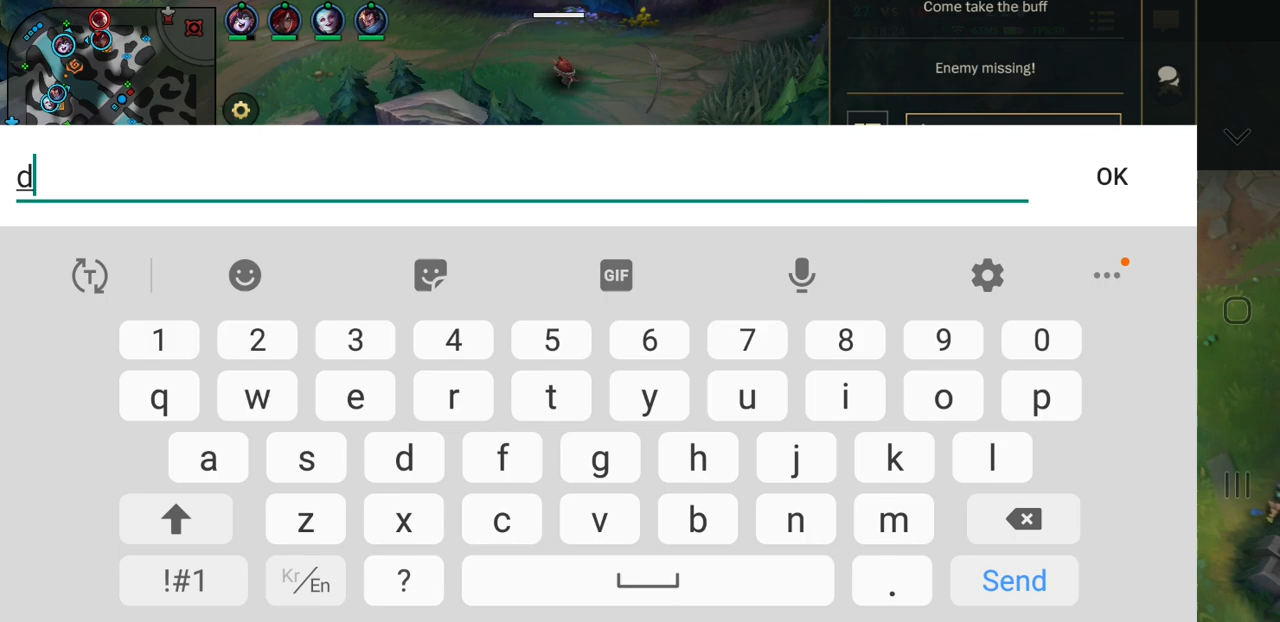 Come take the buff
Enemy missing!
d
OK
T
GIF
1 2 3 4 5 6 7 8 9 0
q w e r t y u i o p
a s d f g h j k l
z x c v b n m
!#1 Kr/En ? . Send